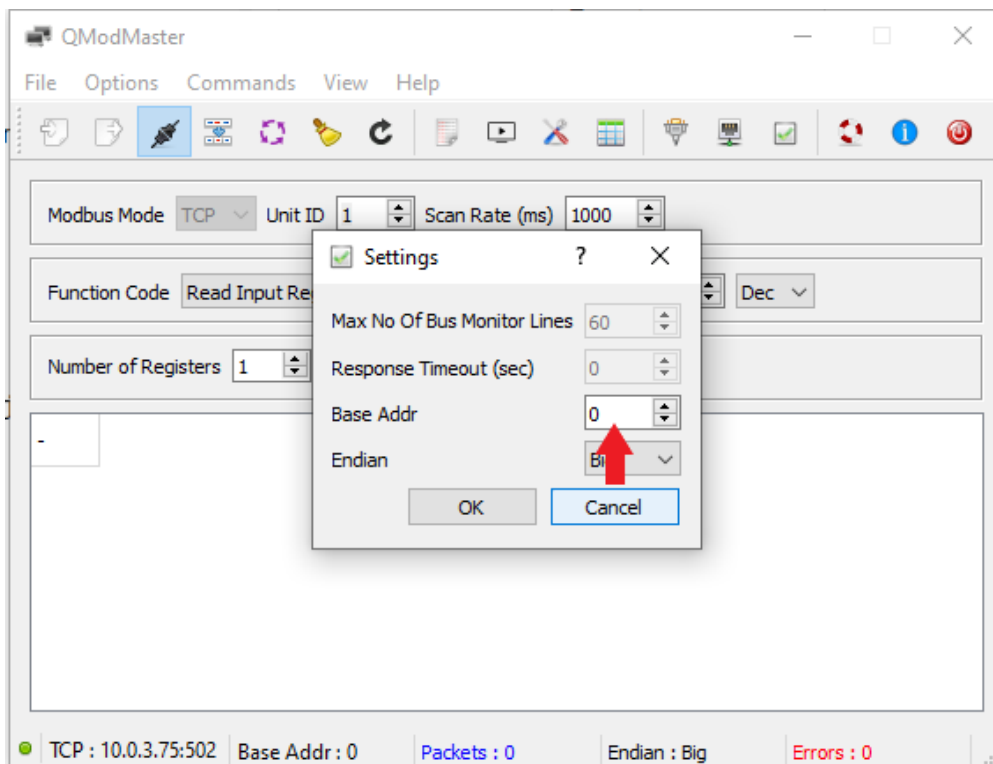 QModMaster
File Options Commands View Help
Modbus Mode TCP Unit ID 1 Scan Rate (ms) 1000
Settings ?
Function Code Read Input Dec
Max No Of Bus Monitor Lines 60
Number of Registers 1
Response Timeout (sec) 0
Base Addr 0
-
Endian
OK Cancel
TCP : 10.0.3.75:502 Base Addr : 0 Packets : 0 Endian : Big Errors : 0